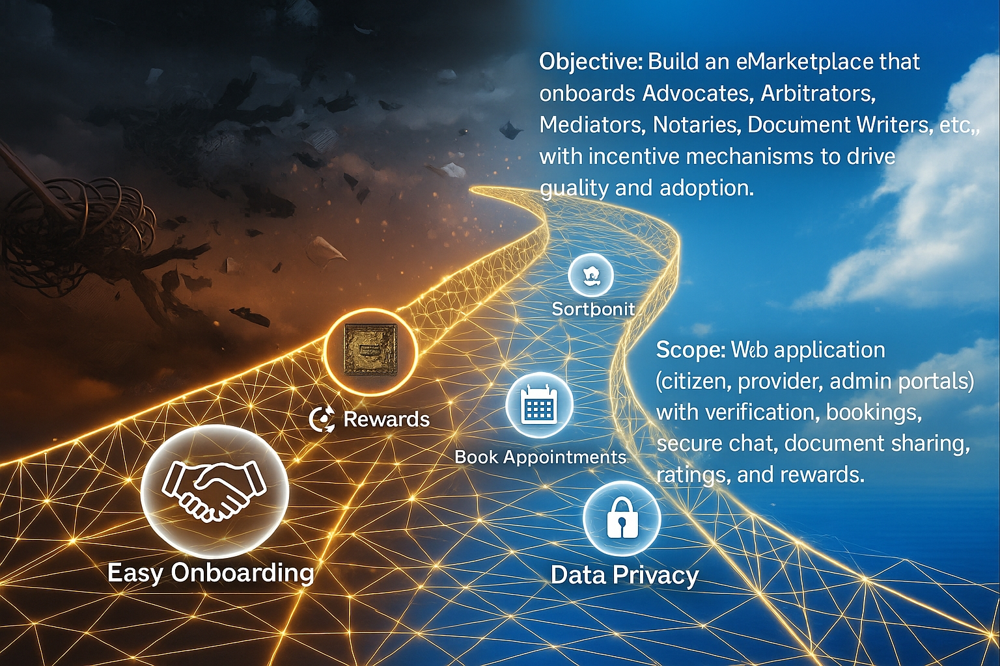 Objective: Build an eMarketplace that
onboards Advocates, Arbitrators,
Mediators, Notaries, Document Writers, etc,,
with incentive mechanisms to drive
quality and adoption.
Sortbonit
Scope: Web application
(citizen, provider, admin portals)
with verification, bookings,
secure chat, document sharing,
ratings, and rewards.
Rewards
Book Appointments
Easy Onboarding
Data Privacy